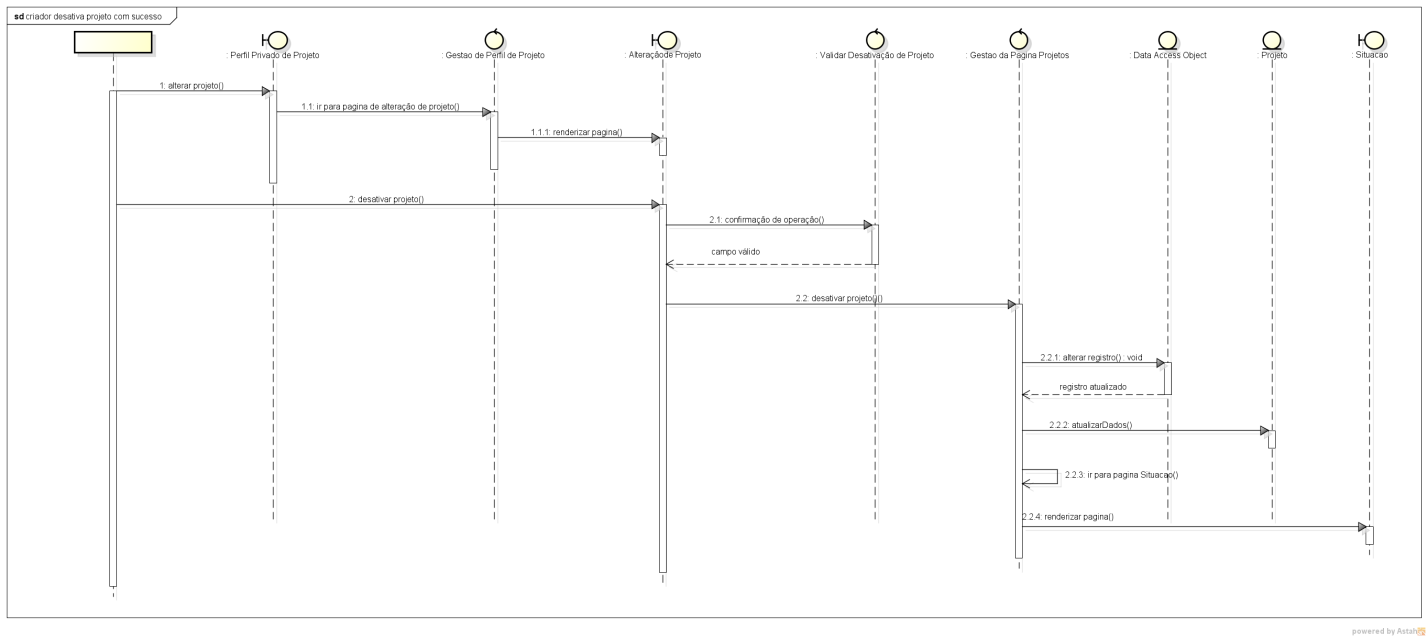 sd criador desativa projeto com sucesso
: Perfil Privado de Projeto
: Gestao de Perfil de Projeto
: Alteraçãode Projeto
: Validar Desativação de Projeto
: Gestao da Pagina Projetos
: Data Access Object
: Projeto
: Situacao
1: alterar projeto()
1.1: ir para pagina de alteração de projeto()
1.1.1: renderizar pagina()
2: desativar projeto()
2.1: confirmação de operação()
campo válido
2.2: desativar projeto()()
2.2.1: alterar registro() : void
registro atualizado
2.2.2: atualizarDados()
2.2.3: ir para pagina Situacao()
2.2.4: renderizar pagina()
powered by Astah